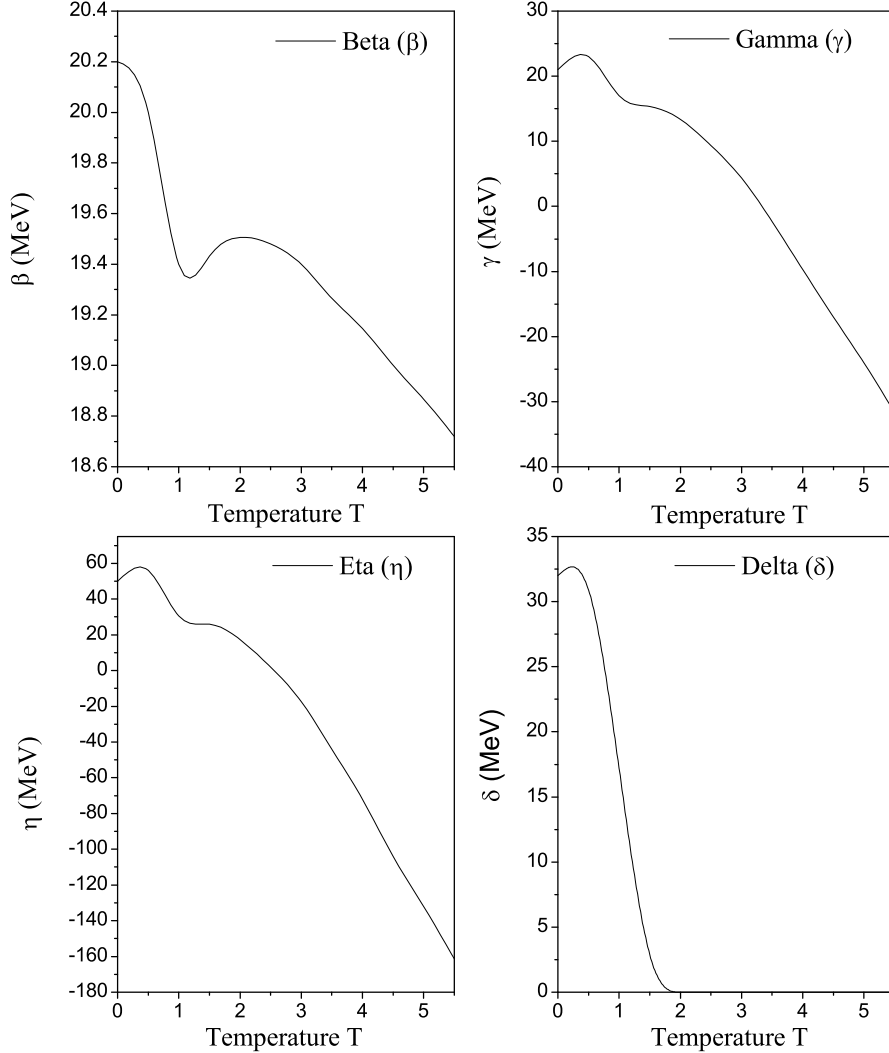 Beta (β)
20.4
20.2
20.0
19.8
19.6
19.4
19.2
19.0
18.8
18.6
β (MeV)
0 1 2 3 4 5
Temperature T
Gamma (γ)
30
20
10
0
-10
-20
-30
-40
γ (MeV)
0 1 2 3 4 5
Temperature T
Eta (η)
60
40
20
0
-20
-40
-60
-80
-100
-120
-140
-160
-180
η (MeV)
0 1 2 3 4 5
Temperature T
Delta (δ)
35
30
25
20
15
10
5
0
δ (MeV)
0 1 2 3 4 5
Temperature T